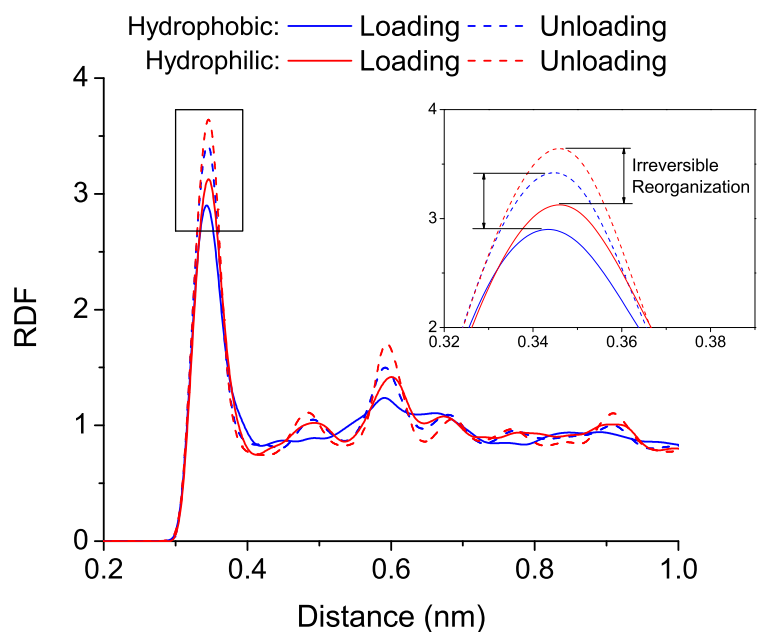 Hydrophobic: Loading Unloading
Hydrophilic: Loading Unloading
4
3
2
1
0
RDF
0.2 0.4 0.6 0.8 1.0
Distance (nm)
4
3
2
0.32 0.34 0.36 0.38
Irreversible
Reorganization